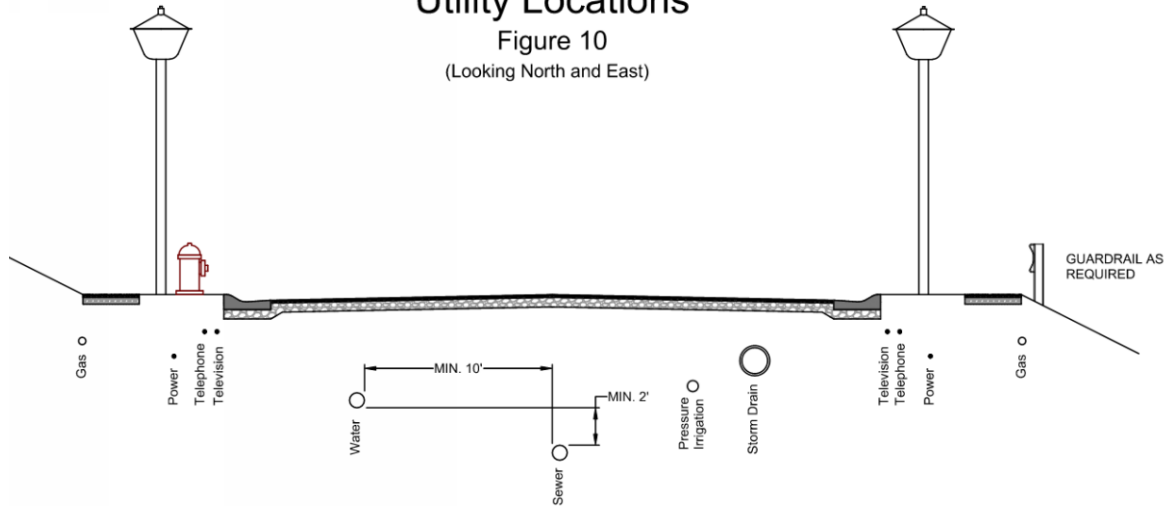 Utility Locations
Figure 10
(Looking North and East)
GUARDRAIL AS
REQUIRED
Gas
Power
Telephone
Television
MIN. 10'
Water
MIN. 2'
Sewer
Pressure
Irrigation
Storm Drain
Television
Telephone
Power
Gas